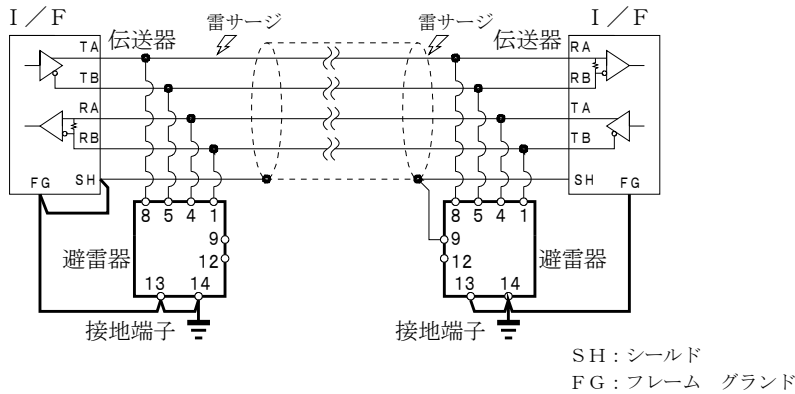 I／F
雷サージ
雷サージ
I／F
TA
伝送器
伝送器
RA
TB
RB
RA
TA
RB
TB
FG
SH
SH
FG
8 5 4 1
8 5 4 1
9
9
避雷器
12
12
避雷器
13 14
13 14
接地端子
接地端子
ＳＨ：シールド
ＦＧ：フレーム　グランド